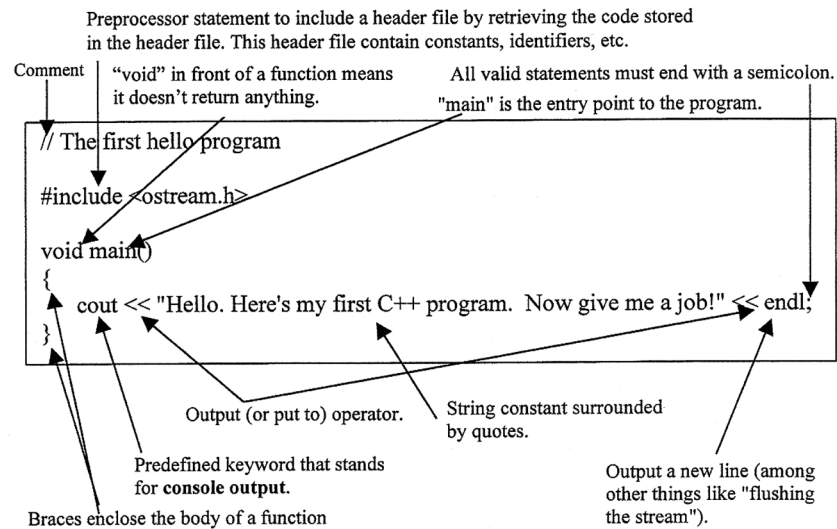 Preprocessor statement to include a header file by retrieving the code stored
in the header file. This header file contain constants, identifiers, etc.
Comment
"void" in front of a function means
it doesn't return anything.
All valid statements must end with a semicolon.
"main" is the entry point to the program.
// The first hello program
#include <ostream.h>
void main()
{
cout << "Hello. Here's my first C++ program.  Now give me a job!" << endl;
}
Output (or put to) operator.
String constant surrounded
by quotes.
Predefined keyword that stands
for console output.
Output a new line (among
other things like "flushing
the stream").
Braces enclose the body of a function